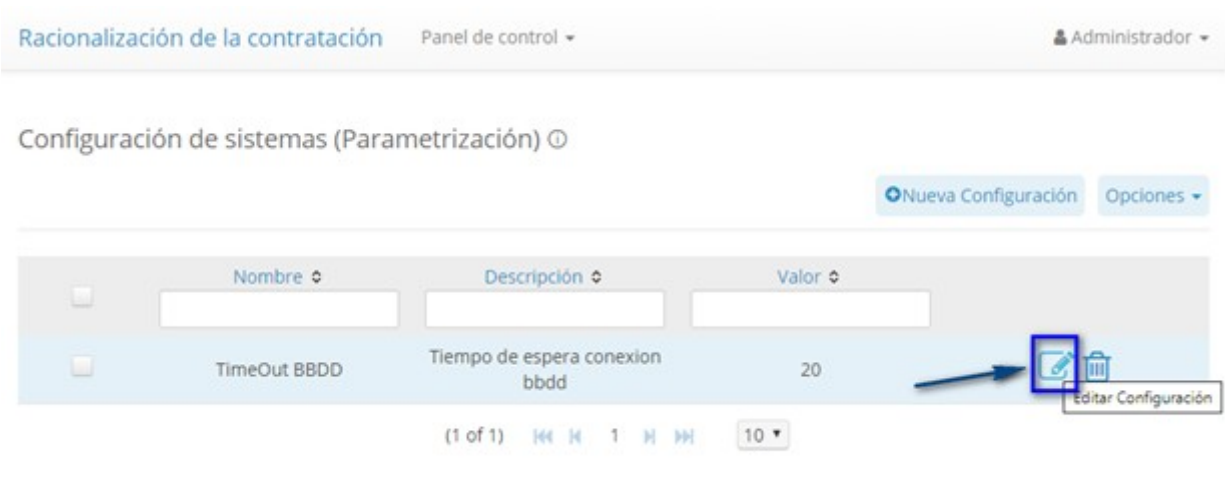 Racionalización de la contratación Panel de control Administrador
Configuración de sistemas (Parametrización)
Nueva Configuración Opciones
Nombre Descripción Valor
TimeOut BBDD Tiempo de espera conexion bbdd 20
Editar Configuración
(1 of 1) 1 10